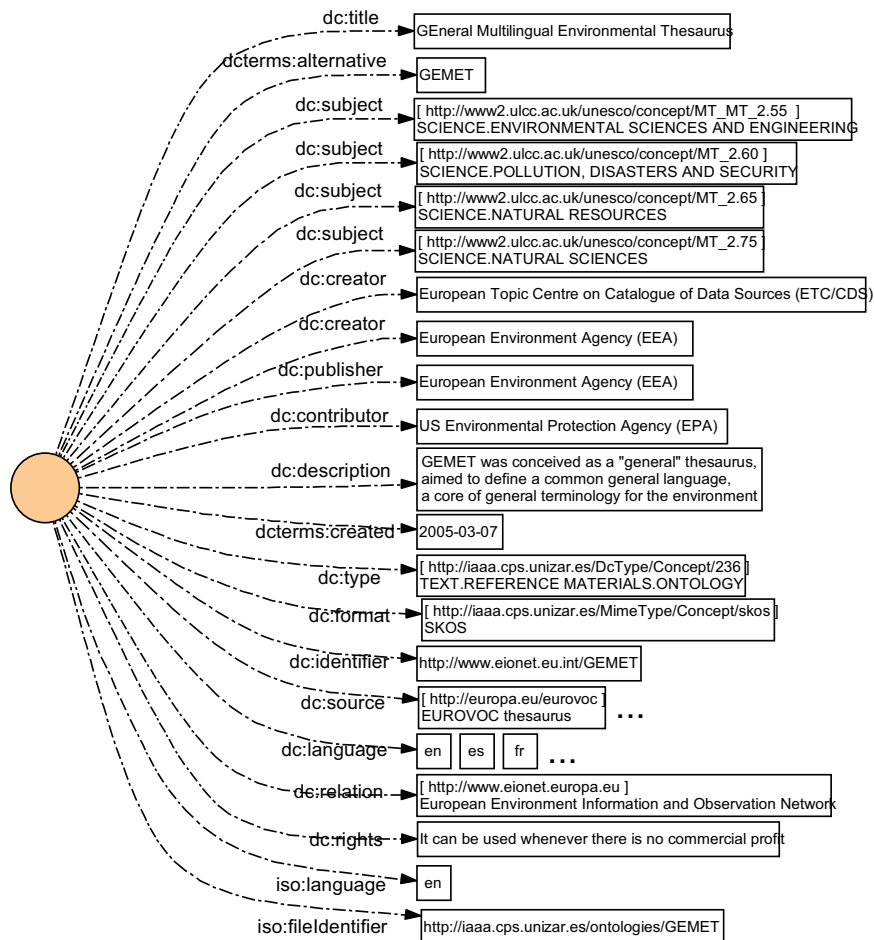 dc:title
GEneral Multilingual Environmental Thesaurus
dcterms:alternative
GEMET
dc:subject
[ http://www2.ulcc.ac.uk/unesco/concept/MT_MT_2.55 ]
SCIENCE.ENVIRONMENTAL SCIENCES AND ENGINEERING
dc:subject
[ http://www2.ulcc.ac.uk/unesco/concept/MT_2.60 ]
SCIENCE.POLLUTION, DISASTERS AND SECURITY
dc:subject
[ http://www2.ulcc.ac.uk/unesco/concept/MT_2.65 ]
SCIENCE.NATURAL RESOURCES
dc:subject
[ http://www2.ulcc.ac.uk/unesco/concept/MT_2.75 ]
SCIENCE.NATURAL SCIENCES
dc:creator
European Topic Centre on Catalogue of Data Sources (ETC/CDS)
dc:creator
European Environment Agency (EEA)
dc:publisher
European Environment Agency (EEA)
dc:contributor
US Environmental Protection Agency (EPA)
dc:description
GEMET was conceived as a "general" thesaurus,
aimed to define a common general language,
a core of general terminology for the environment
dcterms:created
2005-03-07
dc:type
[ http://iaaa.cps.unizar.es/DcType/Concept/236 ]
TEXT.REFERENCE MATERIALS.ONTOLOGY
dc:format
[ http://iaaa.cps.unizar.es/MimeType/Concept/skos ]
SKOS
dc:identifier
http://www.eionet.eu.int/GEMET
dc:source
[ http://europa.eu/eurovoc ]
EUROVOC thesaurus ...
dc:language
en es fr ...
dc:relation
[ http://www.eionet.europa.eu ]
European Environment Information and Observation Network
dc:rights
It can be used whenever there is no commercial profit
iso:language
en
iso:fileIdentifier
http://iaaa.cps.unizar.es/ontologies/GEMET